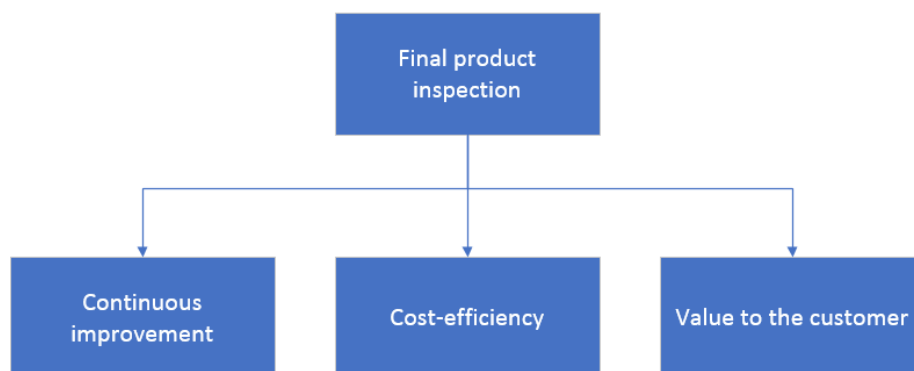 Final product
inspection
Continuous
improvement
Cost-efficiency
Value to the customer